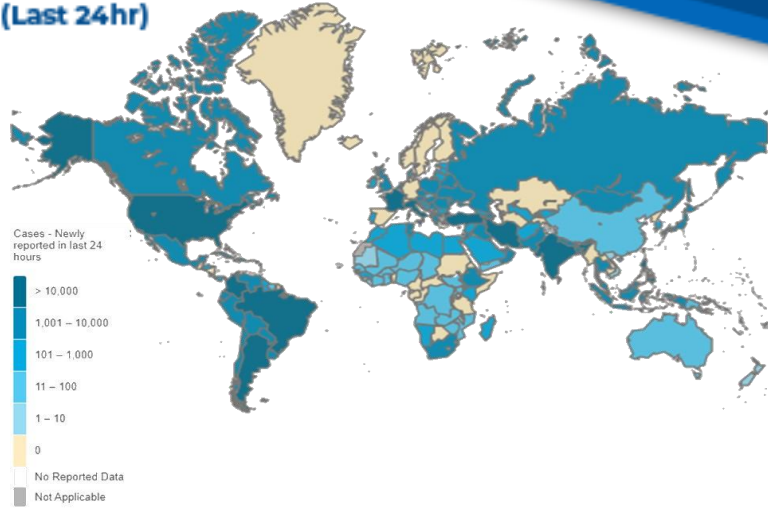 (Last 24hr)
Cases - Newly
reported in last 24
hours
> 10,000
1,001 – 10,000
101 – 1,000
11 – 100
1 – 10
0
No Reported Data
Not Applicable